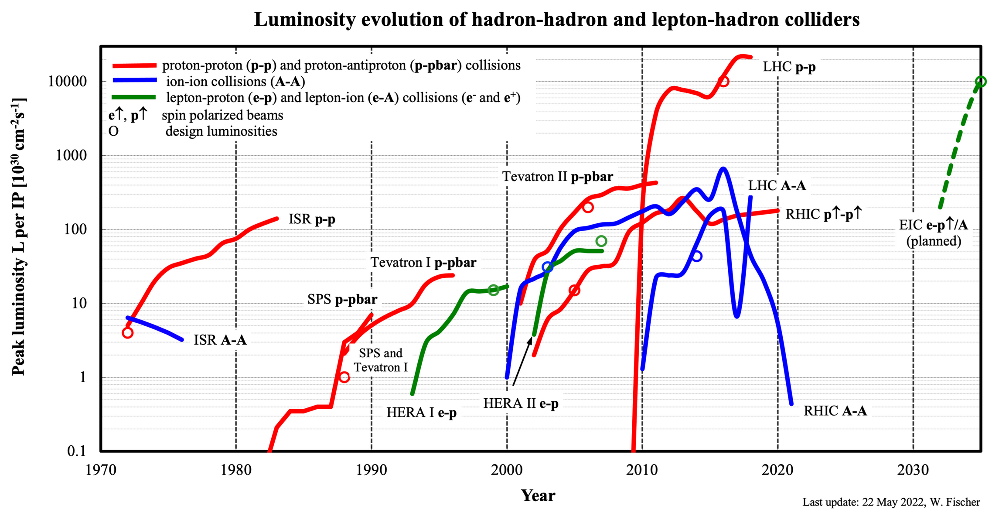 Luminosity evolution of hadron-hadron and lepton-hadron colliders
Peak luminosity L per IP [10³⁰ cm⁻²s⁻¹]
proton-proton (p-p) and proton-antiproton (p-pbar) collisions
ion-ion collisions (A-A)
lepton-proton (e-p) and lepton-ion (e-A) collisions (e⁻ and e⁺)
e↑, p↑ spin polarized beams
O design luminosities
10000
1000
100
10
1
0.1
LHC p-p
Tevatron II p-pbar
LHC A-A
ISR p-p
RHIC p↑-p↑
EIC e-p↑/A
(planned)
Tevatron I p-pbar
SPS p-pbar
ISR A-A
SPS and
Tevatron I
HERA II e-p
HERA I e-p
RHIC A-A
1970 1980 1990 2000 2010 2020 2030
Year
Last update: 22 May 2022, W. Fischer